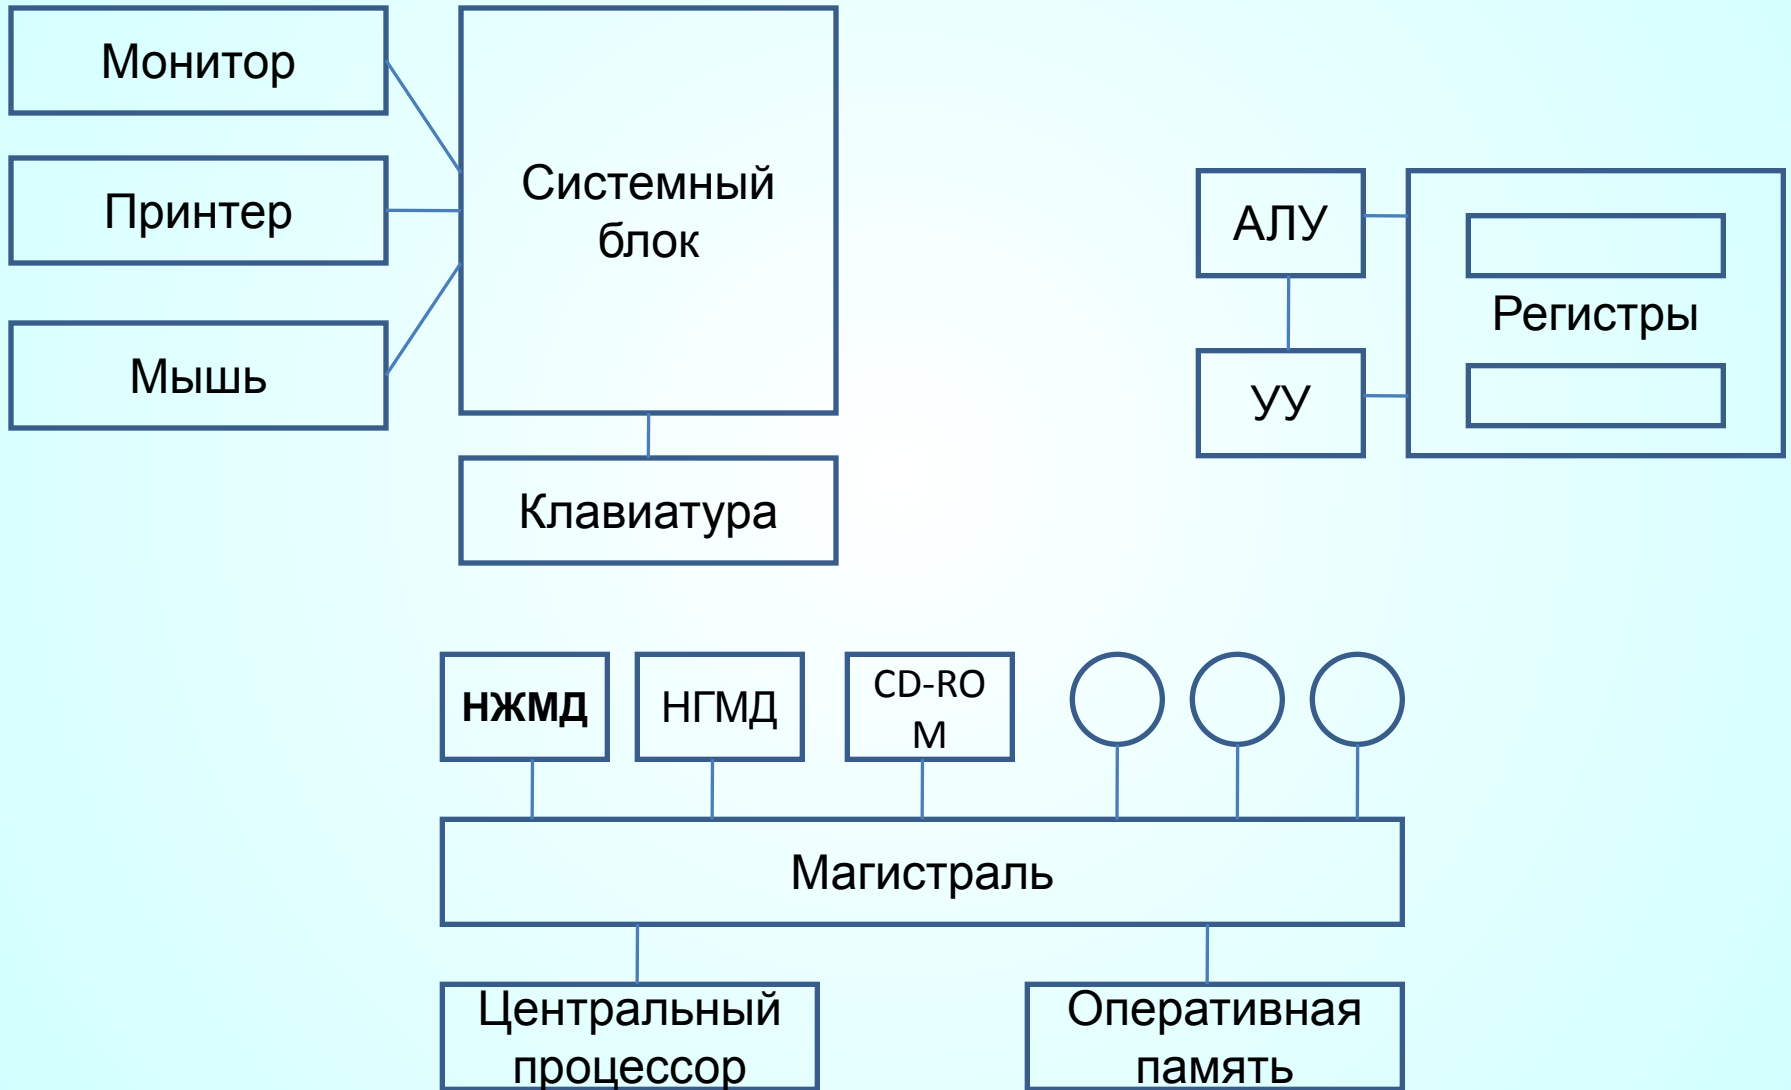 Монитор
Принтер
Мышь
Системный
блок
Клавиатура
АЛУ
УУ
Регистры
НЖМД
НГМД
CD-RO
M
Магистраль
Центральный
процессор
Оперативная
память